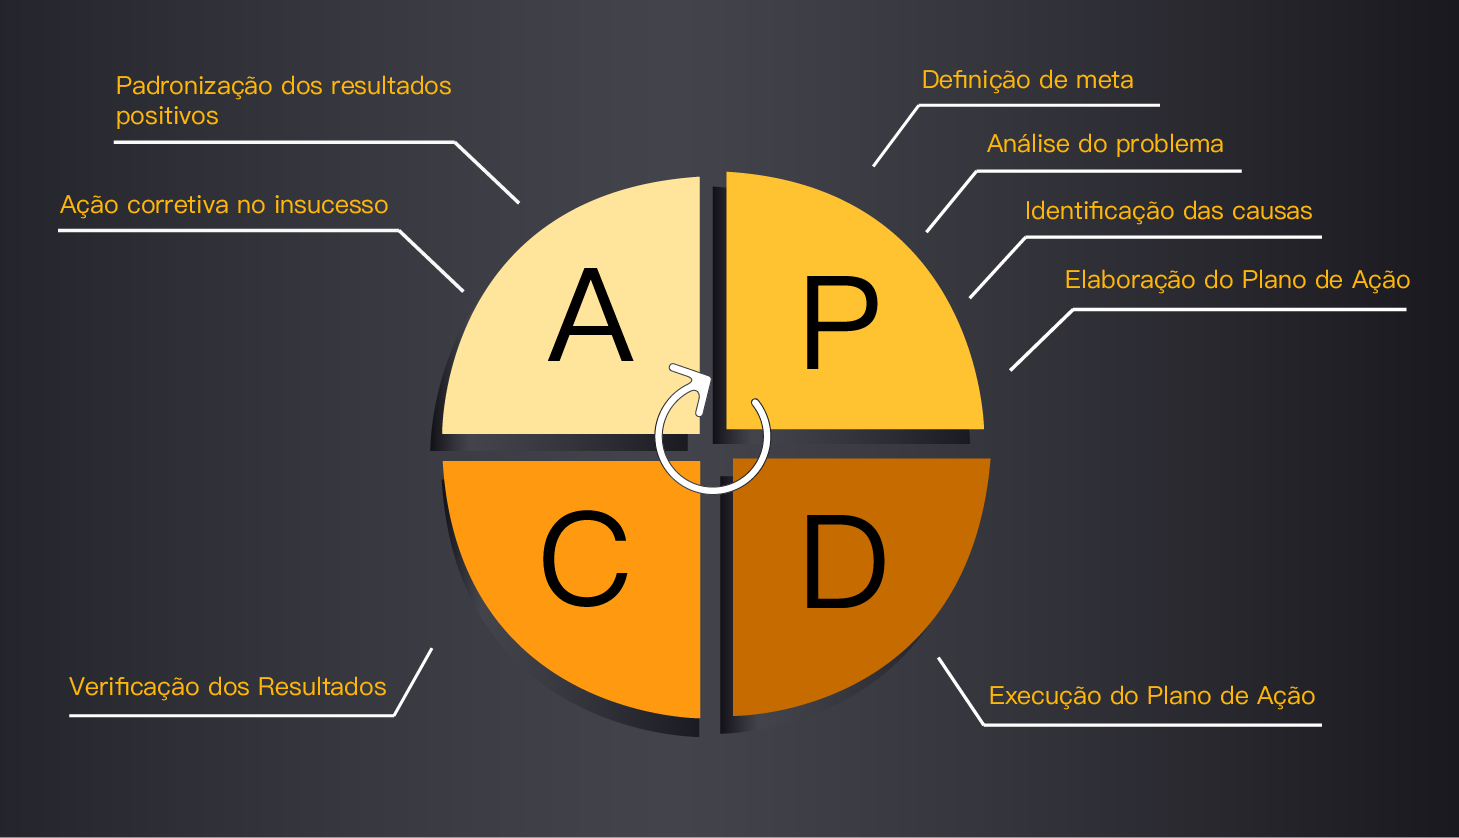 Padronização dos resultados
positivos
Ação corretiva no insucesso
Definição de meta
Análise do problema
Identificação das causas
Elaboração do Plano de Ação
A
P
C
D
Verificação dos Resultados
Execução do Plano de Ação